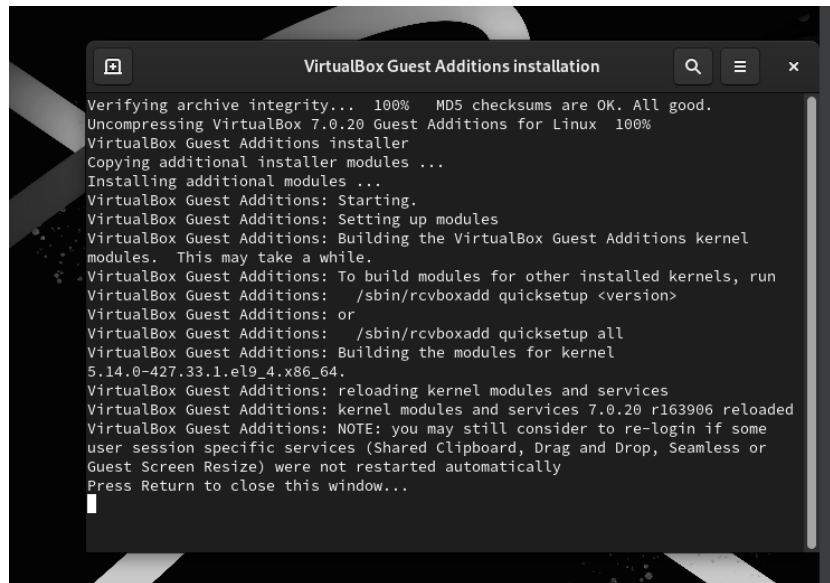 VirtualBox Guest Additions installation
Verifying archive integrity...  100%   MD5 checksums are OK. All good.
Uncompressing VirtualBox 7.0.20 Guest Additions for Linux  100%
VirtualBox Guest Additions installer
Copying additional installer modules ...
Installing additional modules ...
VirtualBox Guest Additions: Starting.
VirtualBox Guest Additions: Setting up modules
VirtualBox Guest Additions: Building the VirtualBox Guest Additions kernel
modules.  This may take a while.
VirtualBox Guest Additions: To build modules for other installed kernels, run
VirtualBox Guest Additions:   /sbin/rcvboxadd quicksetup <version>
VirtualBox Guest Additions: or
VirtualBox Guest Additions:   /sbin/rcvboxadd quicksetup all
VirtualBox Guest Additions: Building the modules for kernel
5.14.0-427.33.1.el9_4.x86_64.
VirtualBox Guest Additions: reloading kernel modules and services
VirtualBox Guest Additions: kernel modules and services 7.0.20 r163906 reloaded
VirtualBox Guest Additions: NOTE: you may still consider to re-login if some
user session specific services (Shared Clipboard, Drag and Drop, Seamless or
Guest Screen Resize) were not restarted automatically
Press Return to close this window...